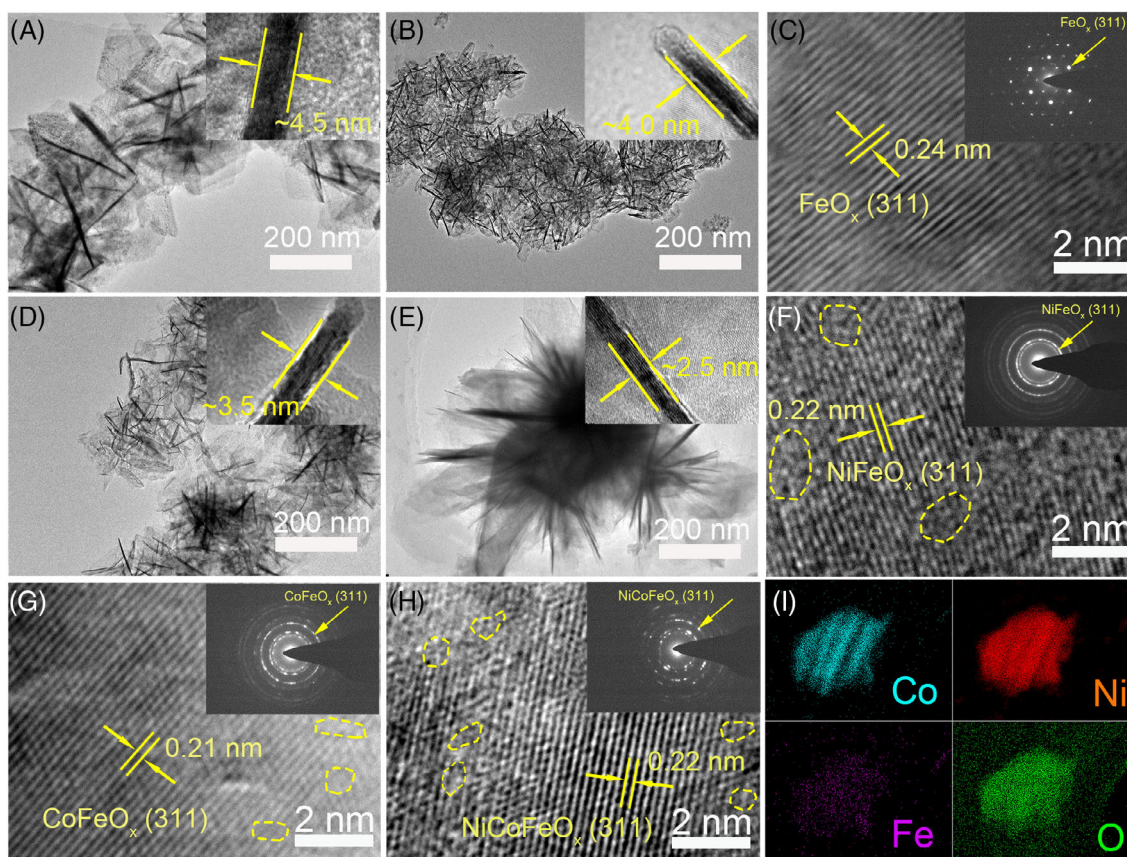 (A)
~4.5 nm
200 nm
(B)
~4.0 nm
200 nm
(C)
FeOₓ (311)
0.24 nm
FeOₓ (311)
2 nm
(D)
~3.5 nm
200 nm
(E)
~2.5 nm
200 nm
(F)
NiFeOₓ (311)
0.22 nm
NiFeOₓ (311)
2 nm
(G)
CoFeOₓ (311)
0.21 nm
CoFeOₓ (311)
2 nm
(H)
NiCoFeOₓ (311)
0.22 nm
NiCoFeOₓ (311)
2 nm
(I)
Co
Ni
Fe
O